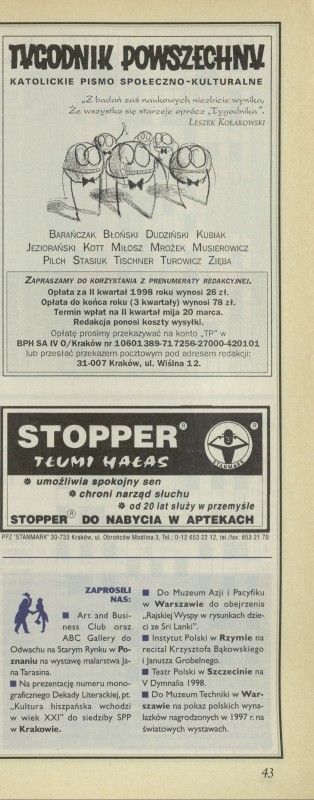 TYGODNIK POWSZECHNY
KATOLICKIE PISMO SPOŁECZNO-KULTURALNE
„Z badań zaś naukowych niezbicie wynika,
Że wszystko się starzeje oprócz „Tygodnika".
LESZEK KOŁAKOWSKI
BARAŃCZAK BŁOŃSKI DUDZIŃSKI KUBIAK
JEZIORAŃSKI KOTT MIŁOSZ MROŻEK MUSIEROWICZ
PILCH STASIUK TISCHNER TUROWICZ ZIĘBA
ZAPRASZAMY DO KORZYSTANIA Z PRENUMERATY REDAKCYJNEJ.
Opłata za II kwartał 1998 roku wynosi 26 zł.
Opłata do końca roku (3 kwartały) wynosi 78 zł.
Termin wpłat na II kwartał mija 20 marca.
Redakcja ponosi koszty wysyłki.
Opłatę prosimy przekazywać na konto „TP" w
BPH SA IV O/Kraków nr 10601389-717256-27000-420101
lub przesłać przekazem pocztowym pod adresem redakcji:
31-007 Kraków, ul. Wiślna 12.
STOPPER®
®
STANMARK
TŁUMI HAŁAS
✽ umożliwia spokojny sen
✽ chroni narząd słuchu
✽ od 20 lat służy w przemyśle
STOPPER® DO NABYCIA W APTEKACH
PPZ "STANMARK" 30-733 Kraków, ul. Obrońców Modlina 3, Tel.: 0-12 653 22 12, tel./fax. 653 21 70
ZAPROSILI
NAS:
■ Art and Busi-
ness Club oraz
ABC Gallery do
Odwachu na Starym Rynku w Po-
znaniu na wystawę malarstwa Ja-
na Tarasina.
■ Na prezentację numeru mono-
graficznego Dekady Literackiej, pt.
„Kultura hiszpańska wchodzi
w wiek XXI" do siedziby SPP
w Krakowie.
■ Do Muzeum Azji i Pacyfiku
w Warszawie do obejrzenia
„Rajskiej Wyspy w rysunkach dzie-
ci ze Sri Lanki".
■ Instytut Polski w Rzymie na
recital Krzysztofa Bąkowskiego
i Janusza Grobelnego.
■ Teatr Polski w Szczecinie na
V Dymnalia 1998.
■ Do Muzeum Techniki w War-
szawie na pokaz polskich wyna-
lazków nagrodzonych w 1997 r. na
światowych wystawach.
43